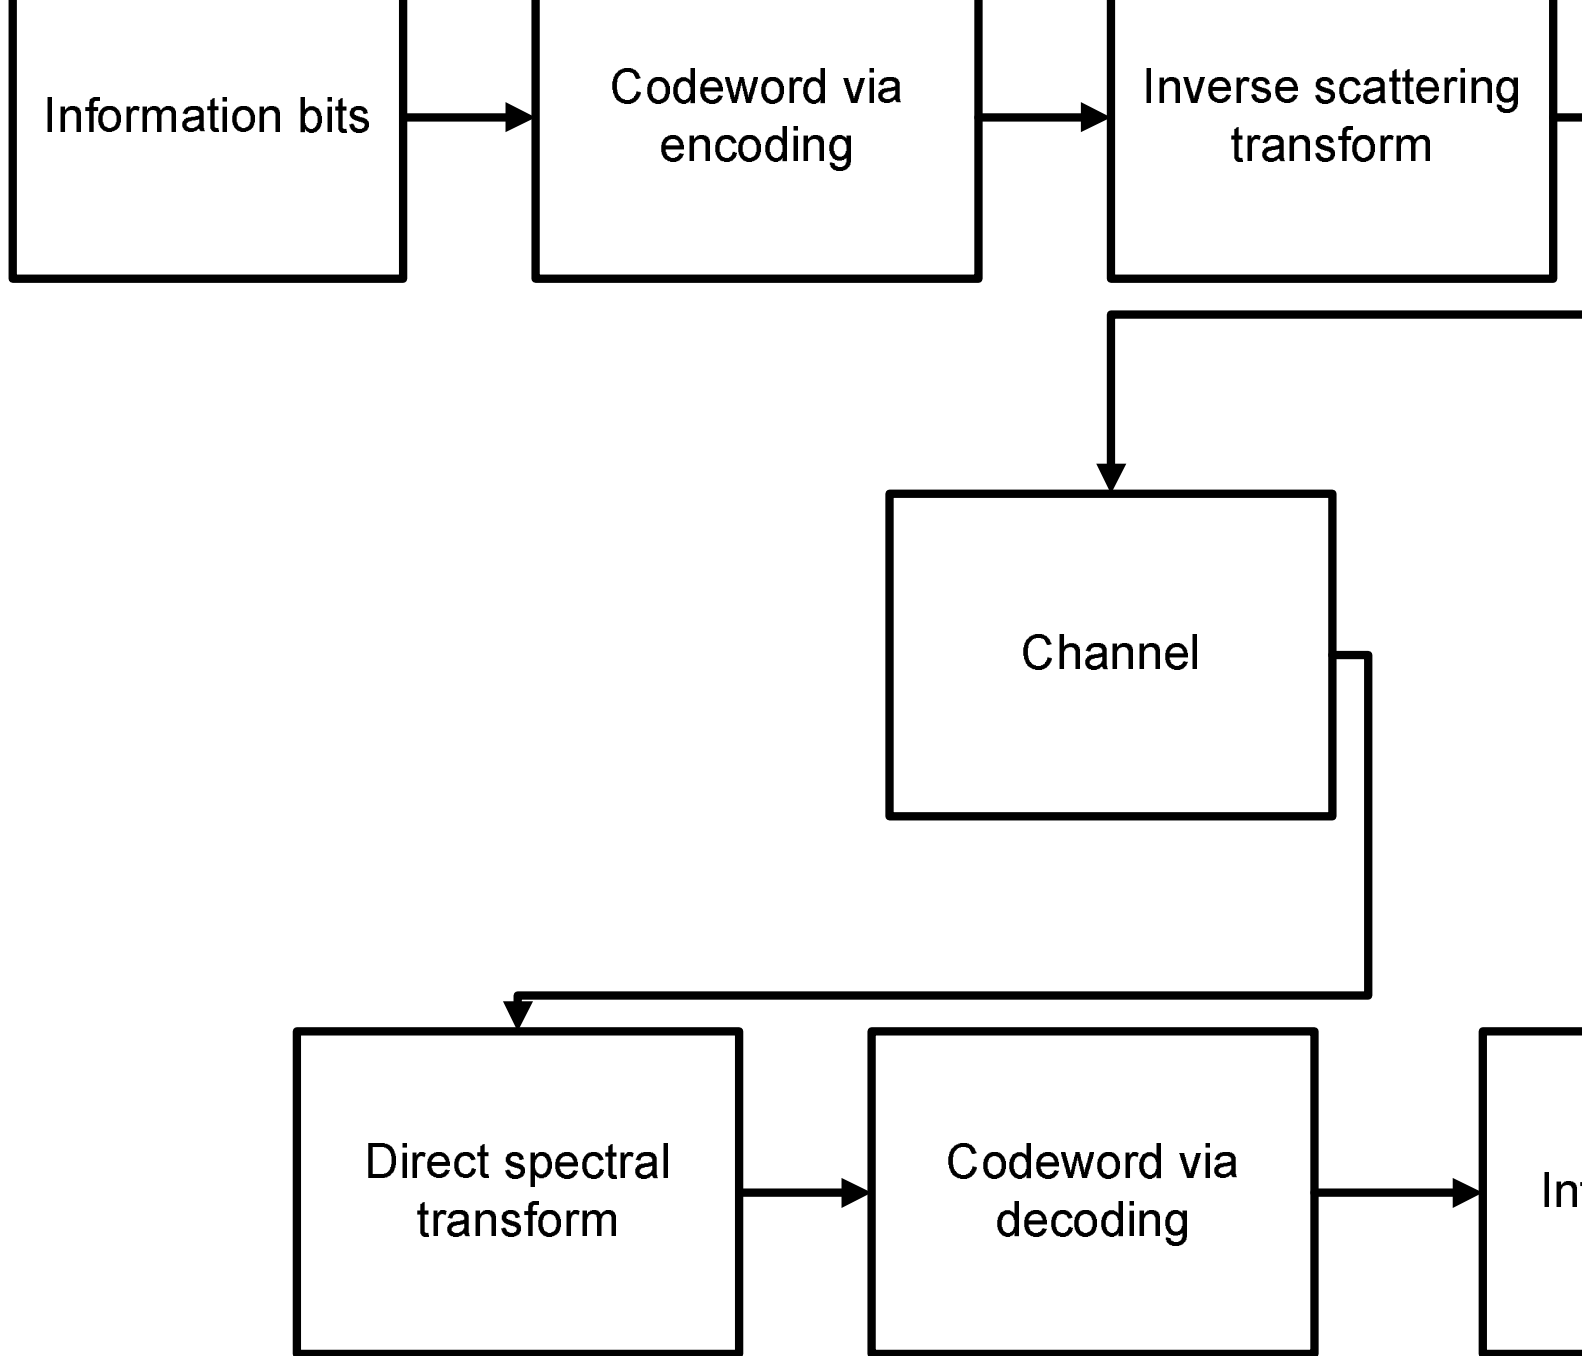 Information bits
Codeword via
encoding
Inverse scattering
transform
Channel
Direct spectral
transform
Codeword via
decoding